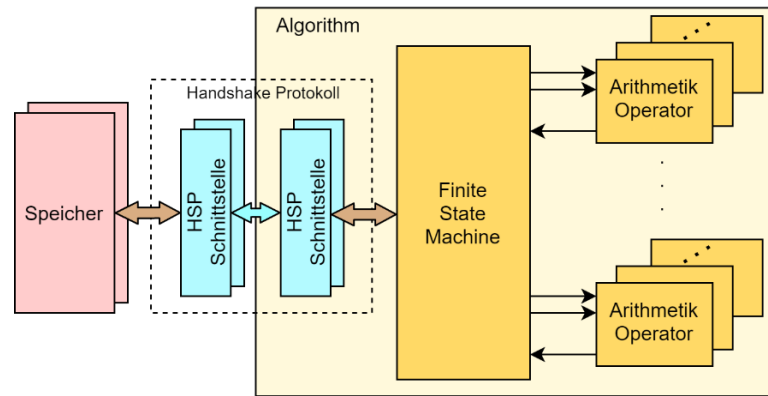 Algorithm
Handshake Protokoll
Speicher
HSP
Schnittstelle
HSP
Schnittstelle
Finite
State
Machine
Arithmetik
Operator
Arithmetik
Operator